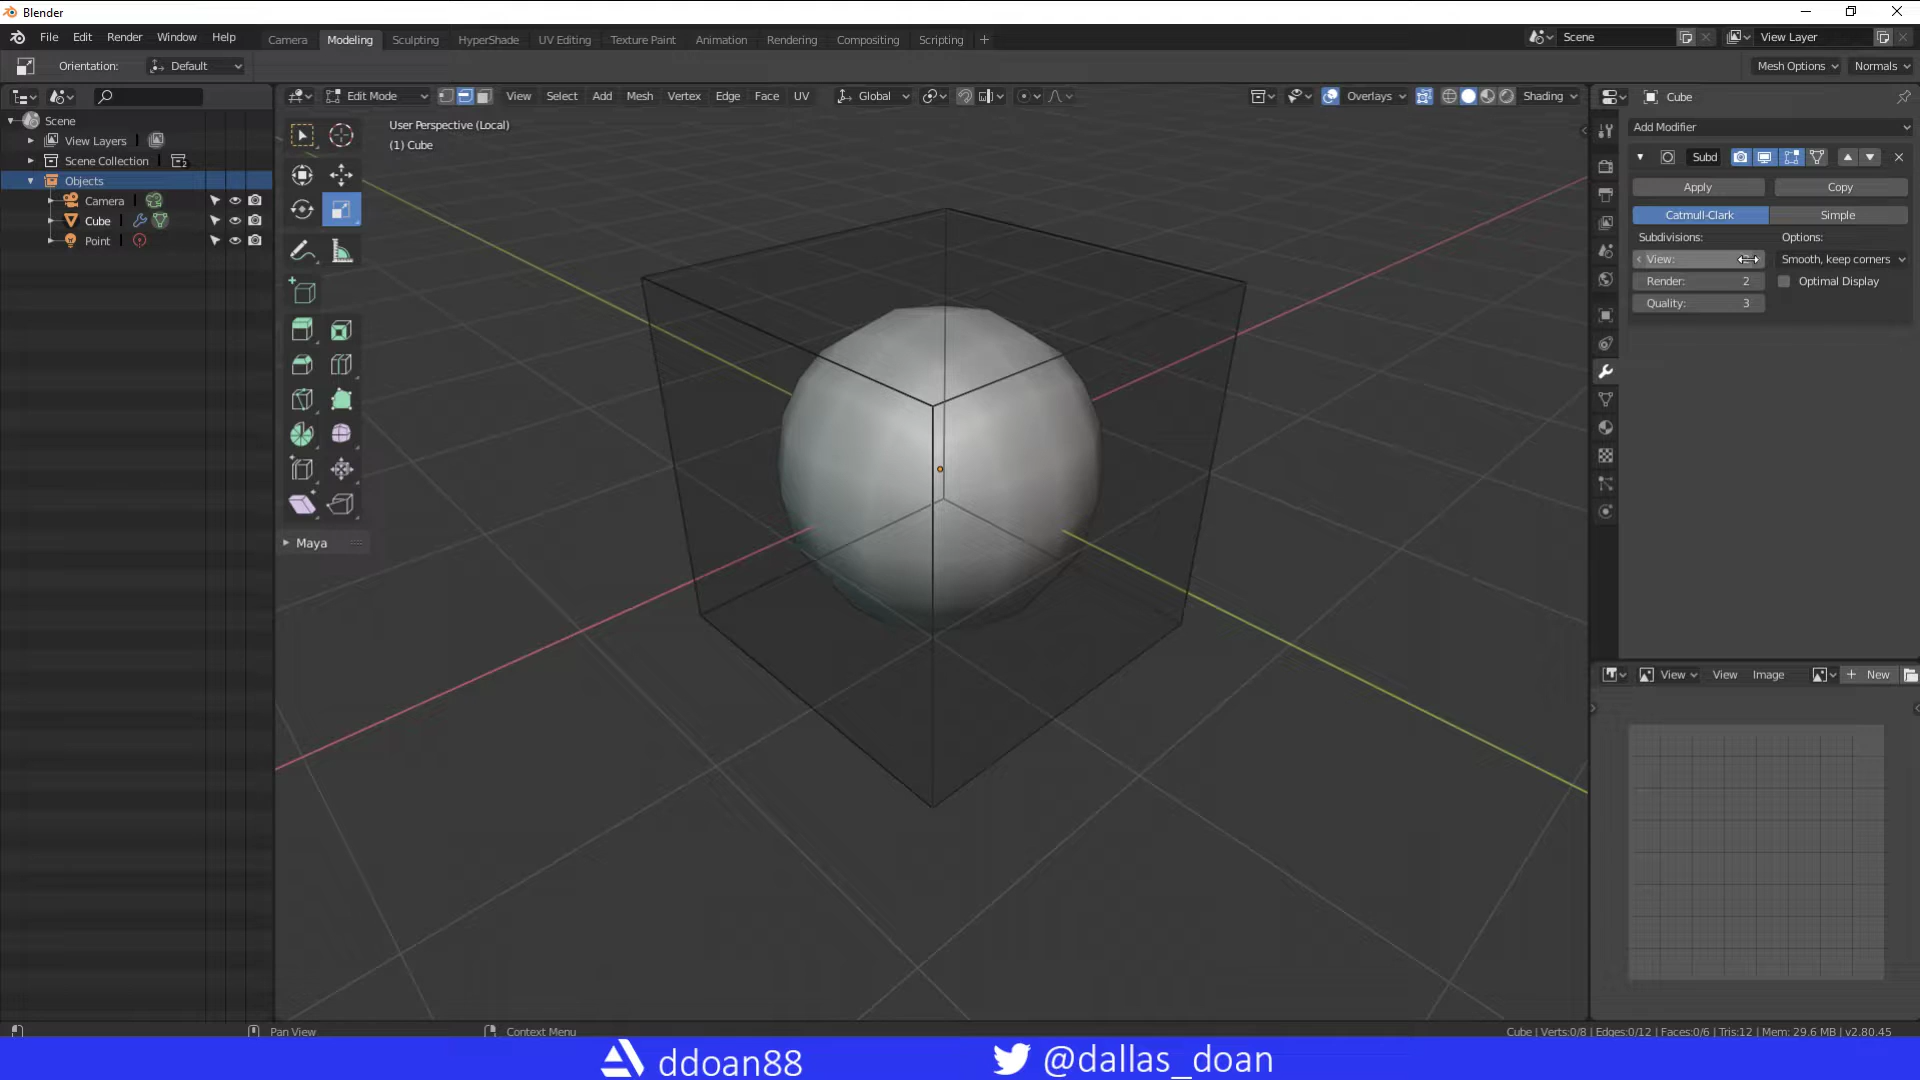 Blender
File Edit Render Window Help
Camera Modeling Sculpting HyperShade UV Editing Texture Paint Animation Rendering Compositing Scripting +
Scene
View Layer
Orientation: Default
Mesh Options Normals
Edit Mode View Select Add Mesh Vertex Edge Face UV Global Overlays Shading
Cube
Scene
View Layers
Scene Collection
Objects
Camera
Cube
Point
User Perspective (Local)
(1) Cube
Maya
Add Modifier
Subd
Apply Copy
Catmull-Clark Simple
Subdivisions: Options:
View: Smooth, keep corners
Render: 2 Optimal Display
Quality: 3
View View Image New
Pan View
Context Menu
Cube | Verts:0/8 | Edges:0/12 | Faces:0/6 | Tris:12 | Mem: 29.6 MB | v2.80.45
ddoan88 @dallas_doan